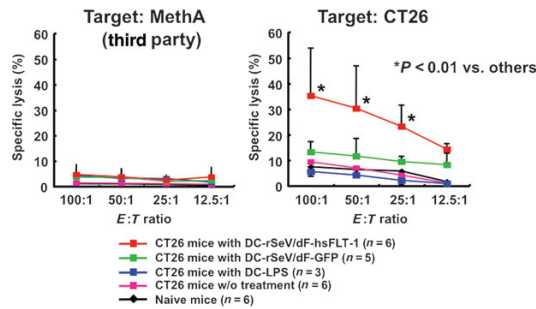 Target: MethA
(third party)
Specific lysis (%)
60
50
40
30
20
10
0
100:1 50:1 25:1 12.5:1
E:T ratio
Target: CT26
*P < 0.01 vs. others
Specific lysis (%)
60
50
40
30
20
10
0
*
*
*
100:1 50:1 25:1 12.5:1
E:T ratio
CT26 mice with DC-rSeV/dF-hsFLT-1 (n = 6)
CT26 mice with DC-rSeV/dF-GFP (n = 5)
CT26 mice with DC-LPS (n = 3)
CT26 mice w/o treatment (n = 6)
Naive mice (n = 6)